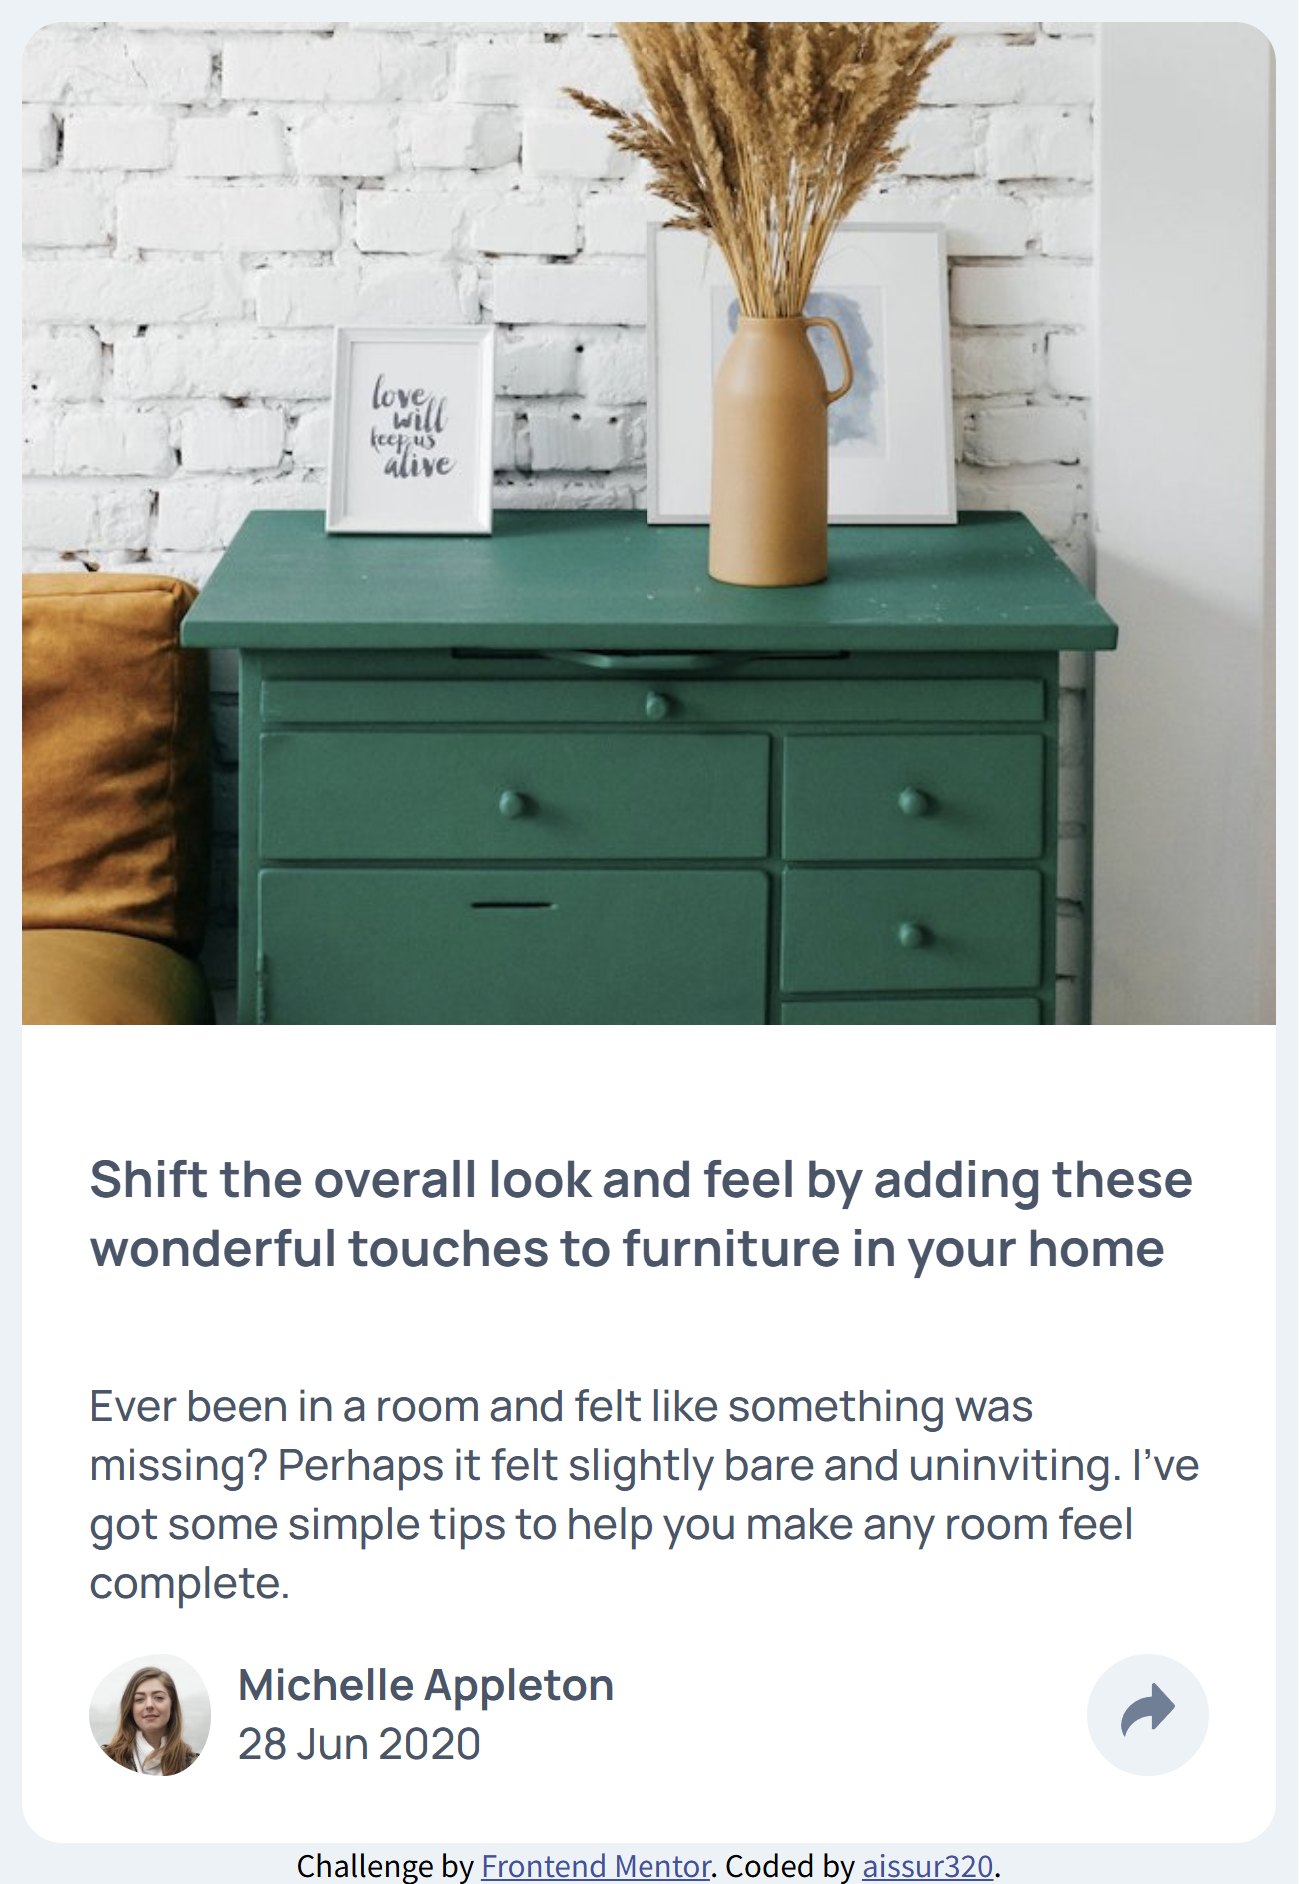 love
will
keep us
alive
Shift the overall look and feel by adding these
wonderful touches to furniture in your home
Ever been in a room and felt like something was
missing? Perhaps it felt slightly bare and uninviting. I’ve
got some simple tips to help you make any room feel
complete.
Michelle Appleton
28 Jun 2020
Challenge by Frontend Mentor. Coded by aissur320.